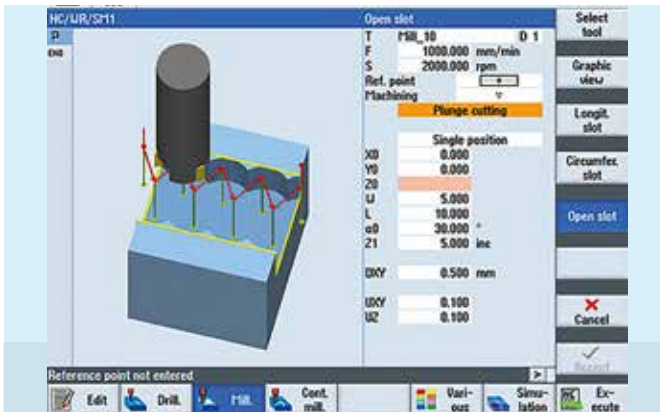 NC/WR/SM1
Open slot
T Mill_10 D 1
F 1000.000 mm/min
S 2000.000 rpm
Ref. point
Machining ▽
Plunge cutting
Single position
X0 0.000
Y0 0.000
Z0
W 5.000
L 10.000
α0 30.000 °
Z1 5.000 inc
DXY 0.500 mm
UXY 0.100
UZ 0.100
Reference point not entered
Select
tool
Graphic
view
Longit.
slot
Circumfer.
slot
Open slot
Cancel
Accept
Edit
Drill.
Mill.
Cont.
mill.
Vari-
ous
Simu-
lation
NC
Ex-
ecute